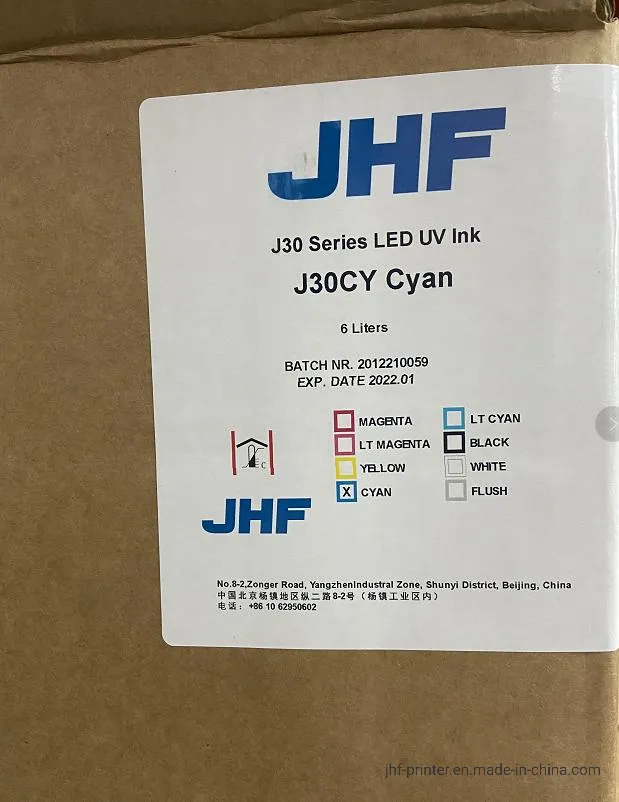 JHF
J30 Series LED UV Ink
J30CY Cyan
6 Liters
BATCH NR. 2012210059
EXP. DATE 2022.01
MAGENTA
LT CYAN
LT MAGENTA
BLACK
YELLOW
WHITE
X CYAN
FLUSH
JHF
No.8-2,Zonger Road, YangzhenIndustral Zone, Shunyi District, Beijing, China
中国北京杨镇地区纵二路8-2号（杨镇工业区内）
电话：+86 10 62950602
jhf-printer.en.made-in-china.com